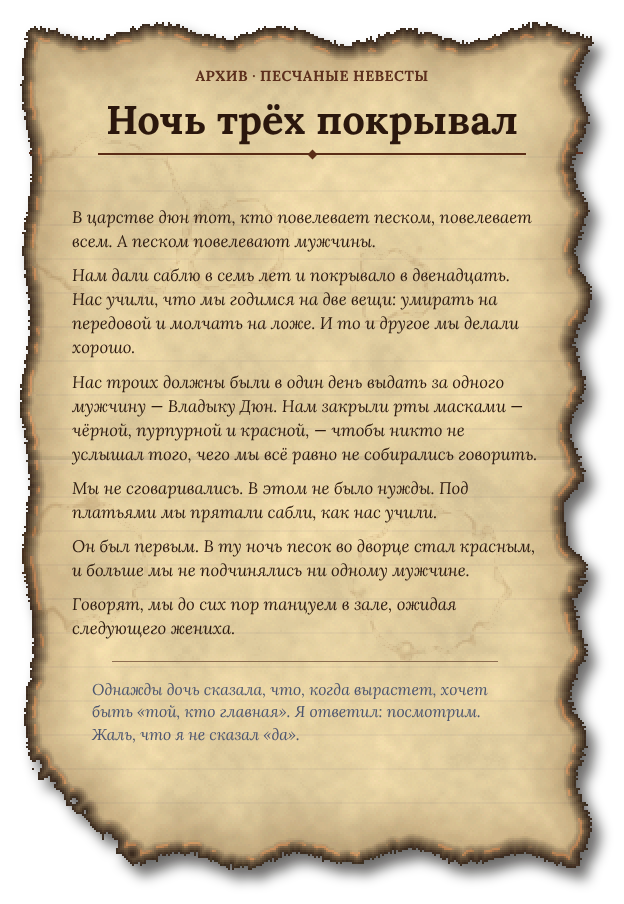 АРХИВ · ПЕСЧАНЫЕ НЕВЕСТЫ
Ночь трёх покрывал
В царстве дюн тот, кто повелевает песком, повелевает
всем. А песком повелевают мужчины.
Нам дали саблю в семь лет и покрывало в двенадцать.
Нас учили, что мы годимся на две вещи: умирать на
передовой и молчать на ложе. И то и другое мы делали
хорошо.
Нас троих должны были в один день выдать за одного
мужчину — Владыку Дюн. Нам закрыли рты масками —
чёрной, пурпурной и красной, — чтобы никто не
услышал того, чего мы всё равно не собирались говорить.
Мы не сговаривались. В этом не было нужды. Под
платьями мы прятали сабли, как нас учили.
Он был первым. В ту ночь песок во дворце стал красным,
и больше мы не подчинялись ни одному мужчине.
Говорят, мы до сих пор танцуем в зале, ожидая
следующего жениха.
Однажды дочь сказала, что, когда вырастет, хочет
быть «той, кто главная». Я ответил: посмотрим.
Жаль, что я не сказал «да».